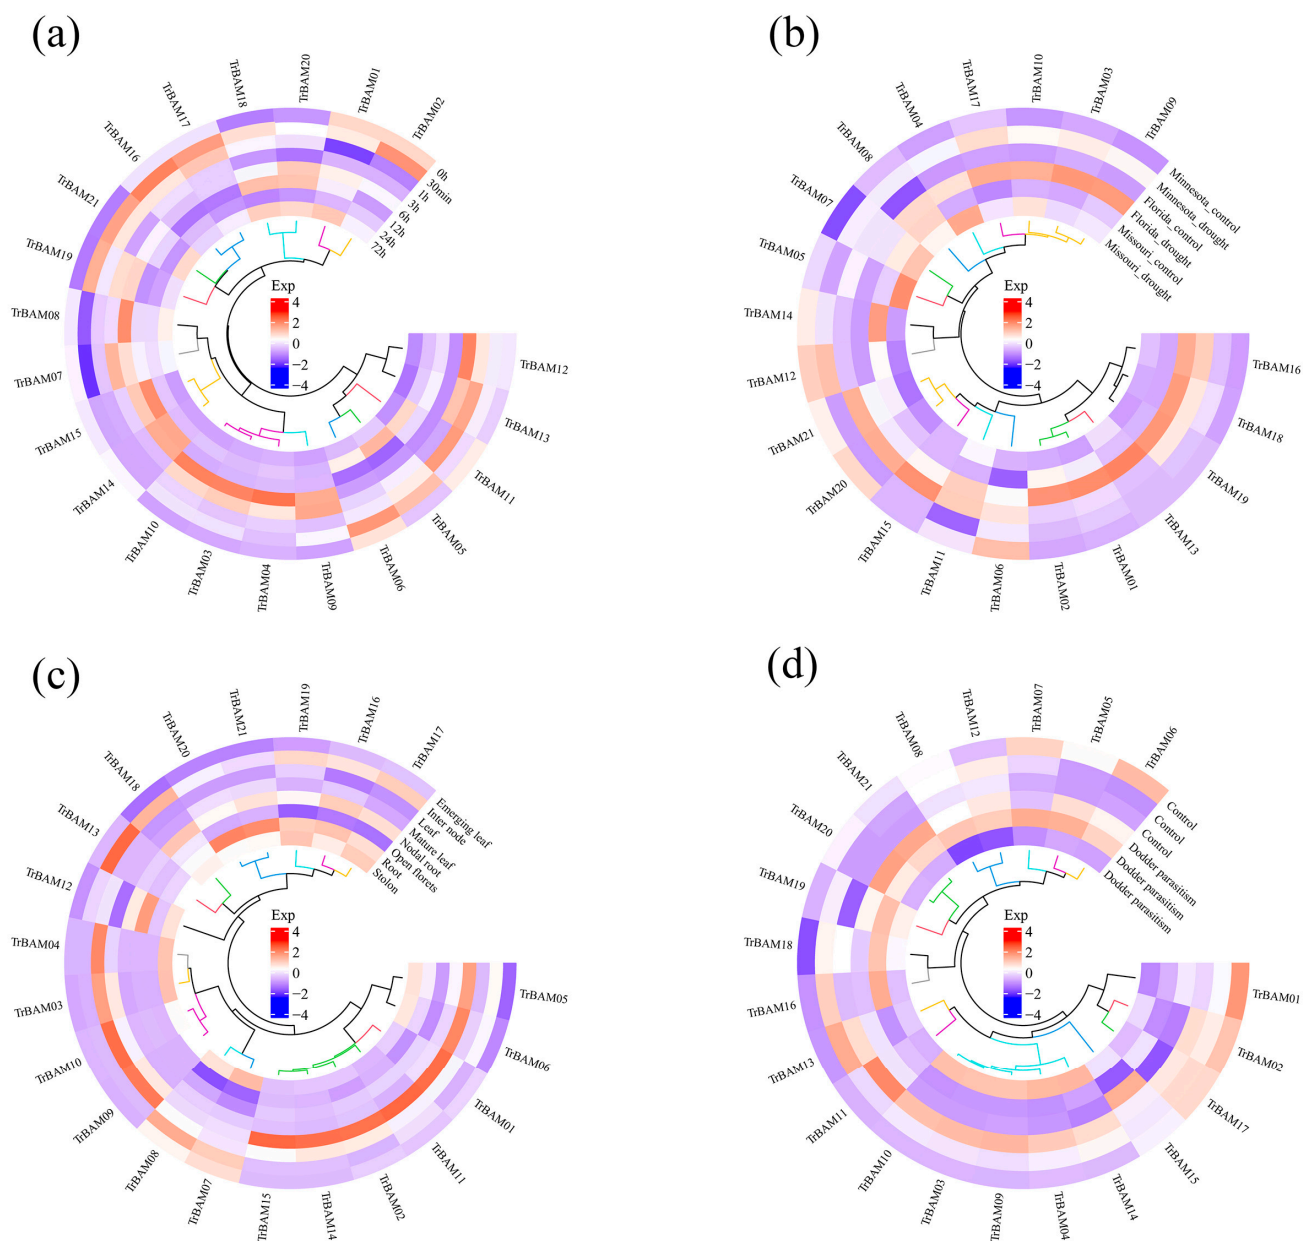 (a)
TrBAM12
TrBAM13
TrBAM11
TrBAM05
TrBAM06
TrBAM09
TrBAM04
TrBAM03
TrBAM10
TrBAM14
TrBAM15
TrBAM07
TrBAM08
TrBAM19
TrBAM21
TrBAM16
TrBAM17
TrBAM18
TrBAM20
TrBAM01
TrBAM02
0h
30min
1h
3h
6h
12h
24h
72h
Exp
4
2
0
−2
−4
(b)
TrBAM16
TrBAM18
TrBAM19
TrBAM13
TrBAM01
TrBAM02
TrBAM06
TrBAM11
TrBAM15
TrBAM20
TrBAM21
TrBAM12
TrBAM14
TrBAM05
TrBAM07
TrBAM08
TrBAM04
TrBAM17
TrBAM10
TrBAM03
TrBAM09
Minnesota_control
Minnesota_drought
Florida_control
Florida_drought
Missouri_control
Missouri_drought
Exp
4
2
0
−2
−4
(c)
TrBAM05
TrBAM06
TrBAM01
TrBAM11
TrBAM02
TrBAM14
TrBAM15
TrBAM07
TrBAM08
TrBAM09
TrBAM10
TrBAM03
TrBAM04
TrBAM12
TrBAM13
TrBAM18
TrBAM20
TrBAM21
TrBAM19
TrBAM16
TrBAM17
Emerging leaf
Inter node
Leaf
Mature leaf
Nodal root
Open florets
Root
Stolon
Exp
4
2
0
−2
−4
(d)
TrBAM01
TrBAM02
TrBAM17
TrBAM15
TrBAM14
TrBAM04
TrBAM09
TrBAM03
TrBAM10
TrBAM11
TrBAM13
TrBAM16
TrBAM18
TrBAM19
TrBAM20
TrBAM21
TrBAM08
TrBAM12
TrBAM07
TrBAM05
TrBAM06
Control
Control
Control
Dodder parasitism
Dodder parasitism
Dodder parasitism
Exp
4
2
0
−2
−4